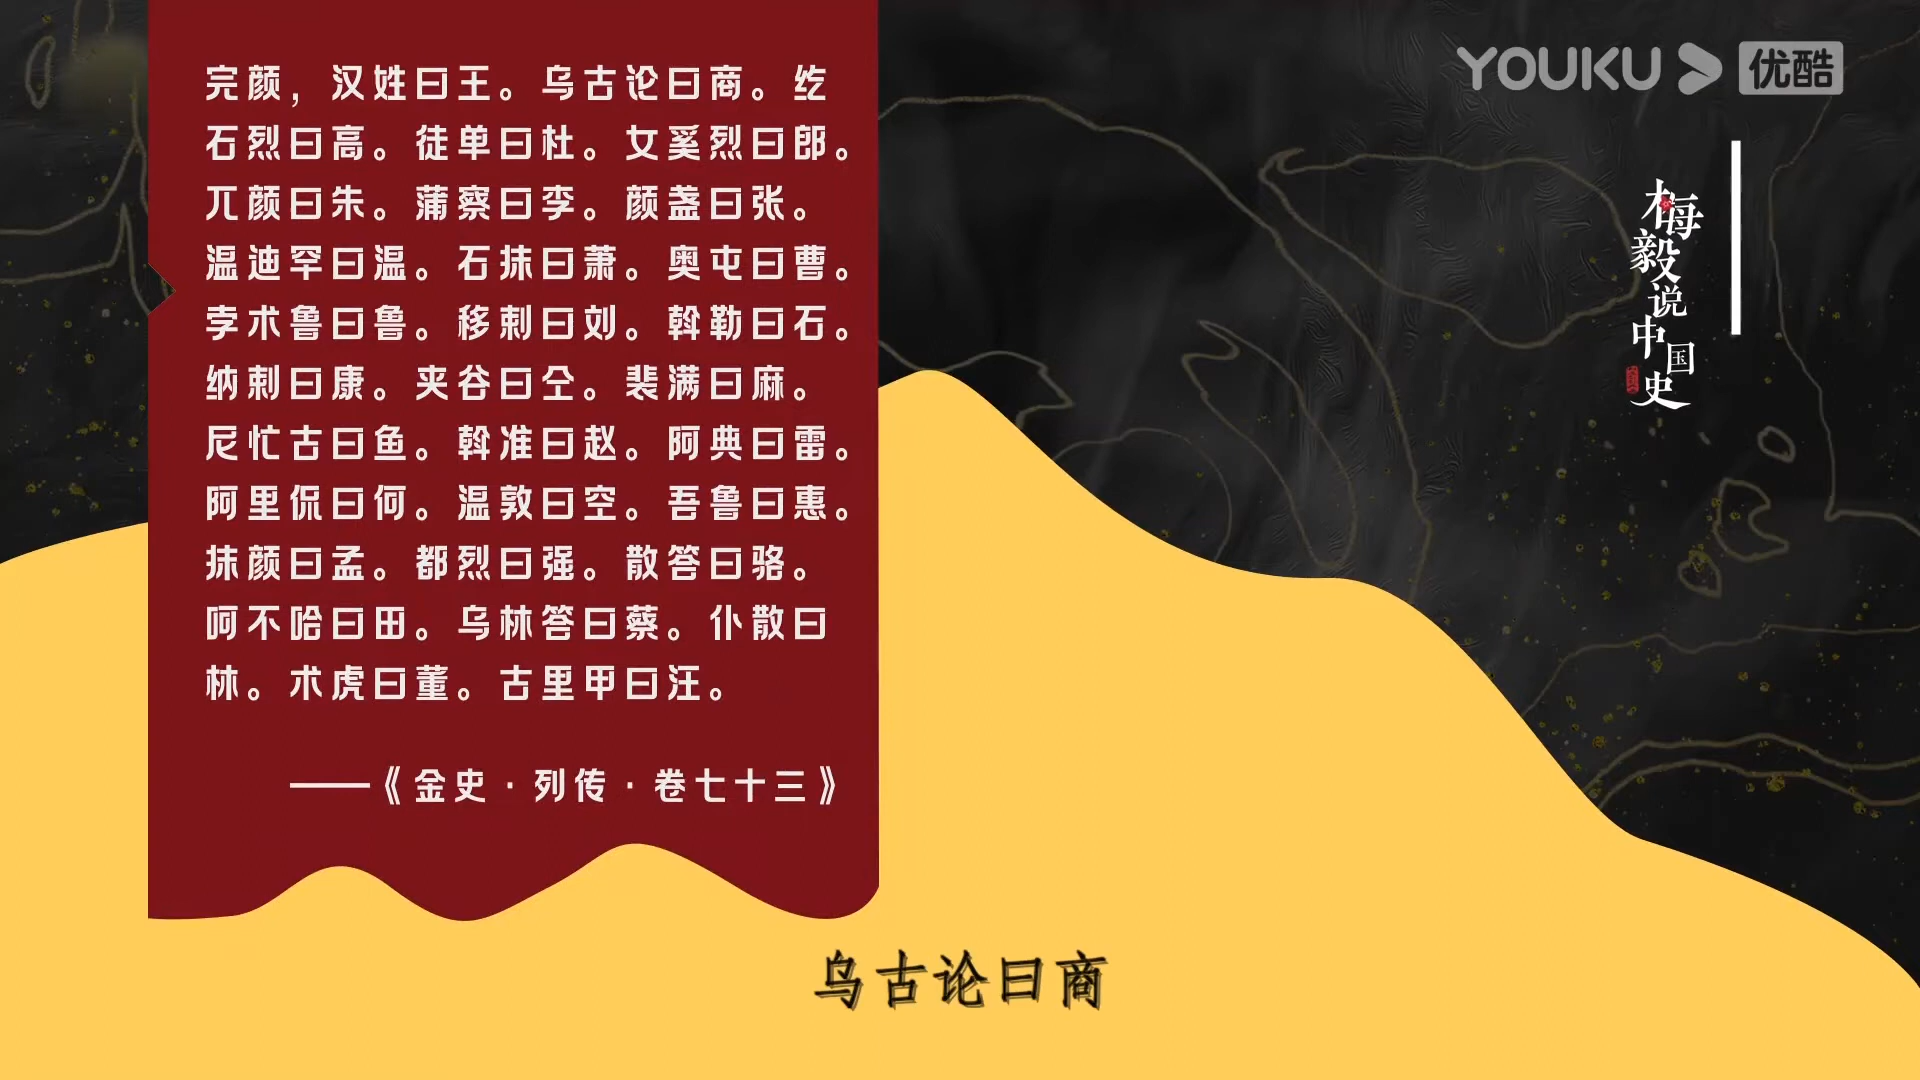 完颜，汉姓曰王。乌古论曰商。纥
石烈曰高。徒单曰杜。女奚烈曰郎。
兀颜曰朱。蒲察曰李。颜盏曰张。
温迪罕曰温。石抹曰萧。奥屯曰曹。
孛术鲁曰鲁。移剌曰刘。斡勒曰石。
纳剌曰康。夹谷曰仝。裴满曰麻。
尼忙古曰鱼。斡准曰赵。阿典曰雷。
阿里侃曰何。温敦曰空。吾鲁曰惠。
抹颜曰孟。都烈曰强。散答曰骆。
呵不哈曰田。乌林答曰蔡。仆散曰
林。术虎曰董。古里甲曰汪。
——《金史·列传·卷七十三》
YOUKU 优酷
梅毅说中国史
乌古论曰商